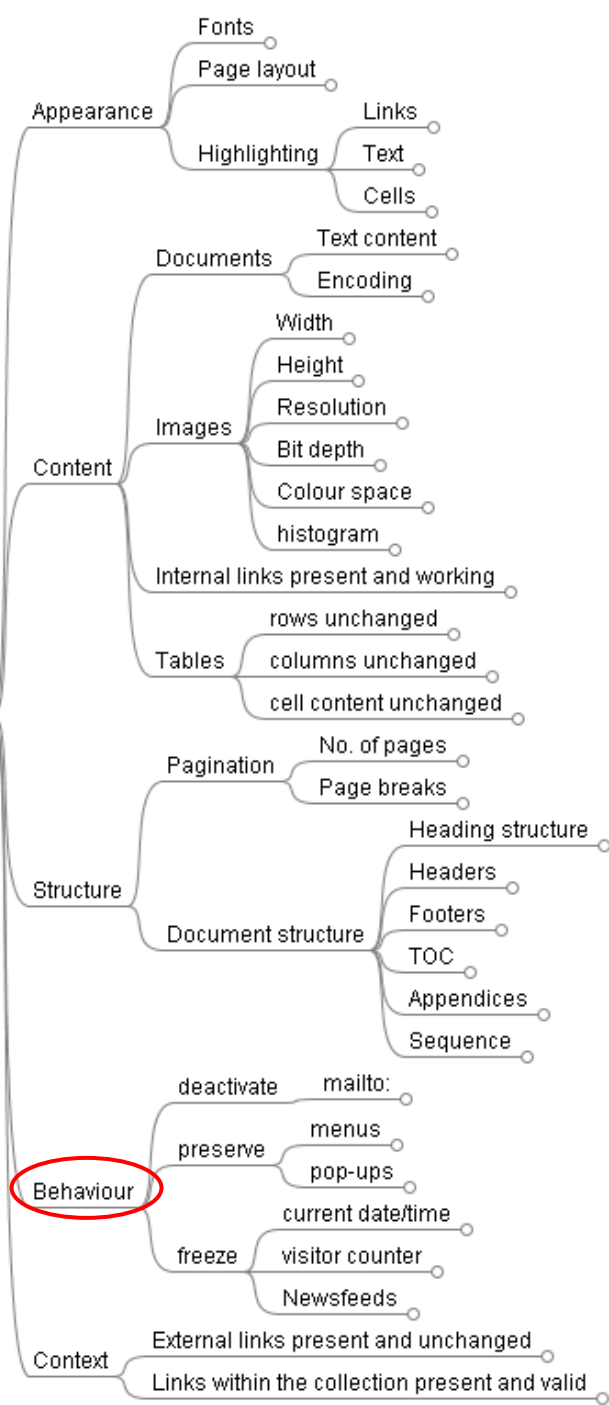 Fonts
Page layout
Appearance
Links
Highlighting
Text
Cells
Text content
Documents
Encoding
Width
Height
Resolution
Images
Bit depth
Content
Colour space
histogram
Internal links present and working
rows unchanged
Tables
columns unchanged
cell content unchanged
No. of pages
Pagination
Page breaks
Heading structure
Headers
Structure
Footers
Document structure
TOC
Appendices
Sequence
deactivate
mailto:
menus
preserve
pop-ups
Behaviour
current date/time
freeze
visitor counter
Newsfeeds
External links present and unchanged
Context
Links within the collection present and valid